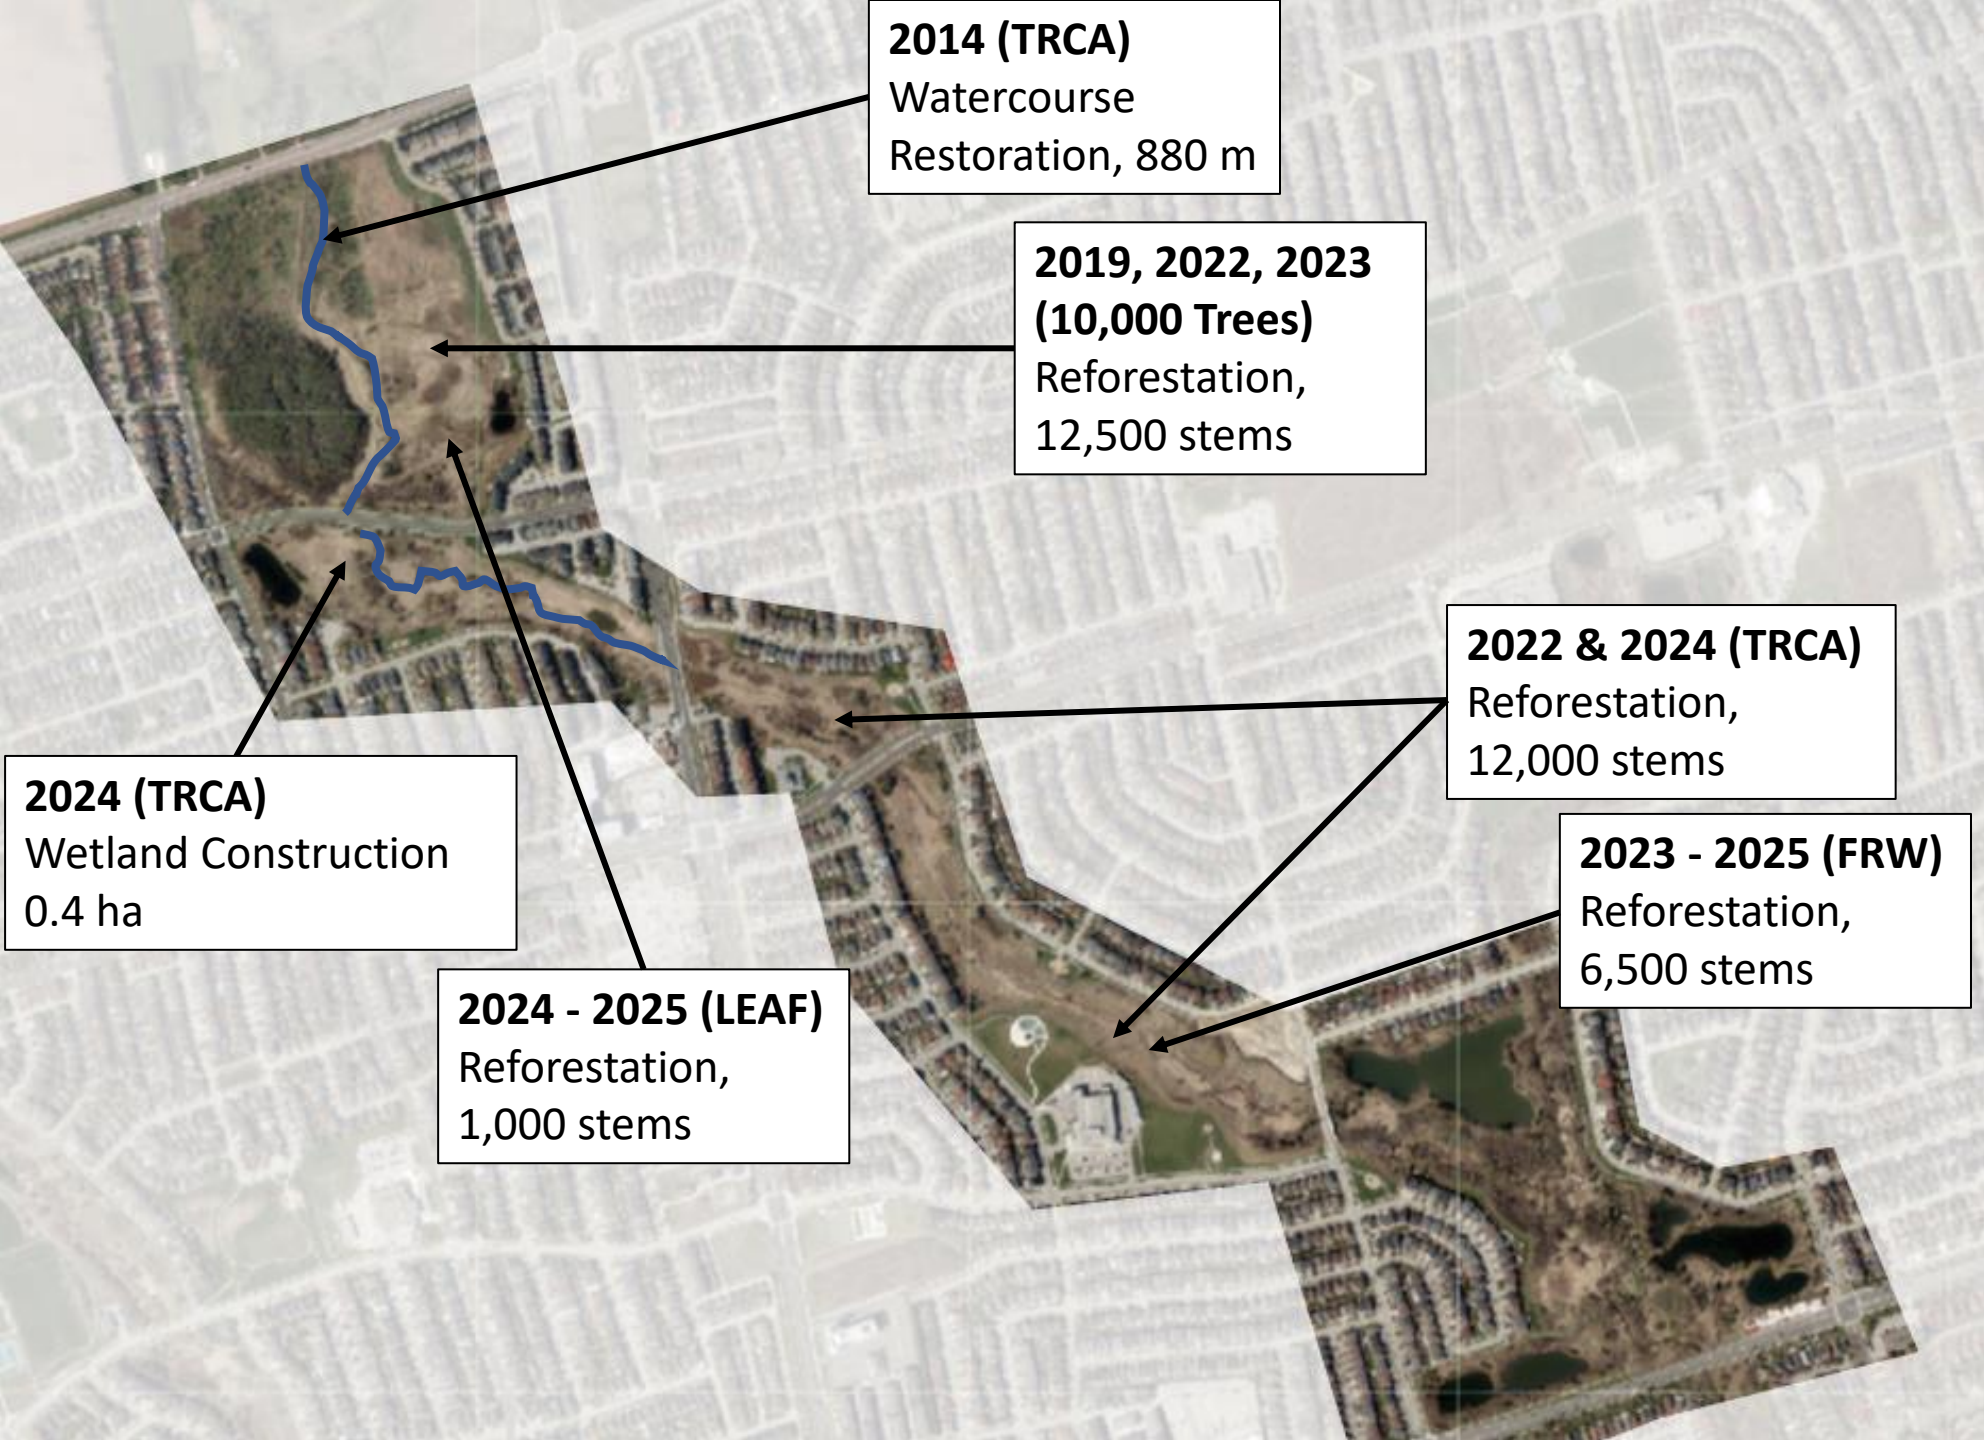 2014 (TRCA)
Watercourse
Restoration, 880 m
2019, 2022, 2023
(10,000 Trees)
Reforestation,
12,500 stems
2022 & 2024 (TRCA)
Reforestation,
12,000 stems
2024 (TRCA)
Wetland Construction
0.4 ha
2023 - 2025 (FRW)
Reforestation,
6,500 stems
2024 - 2025 (LEAF)
Reforestation,
1,000 stems